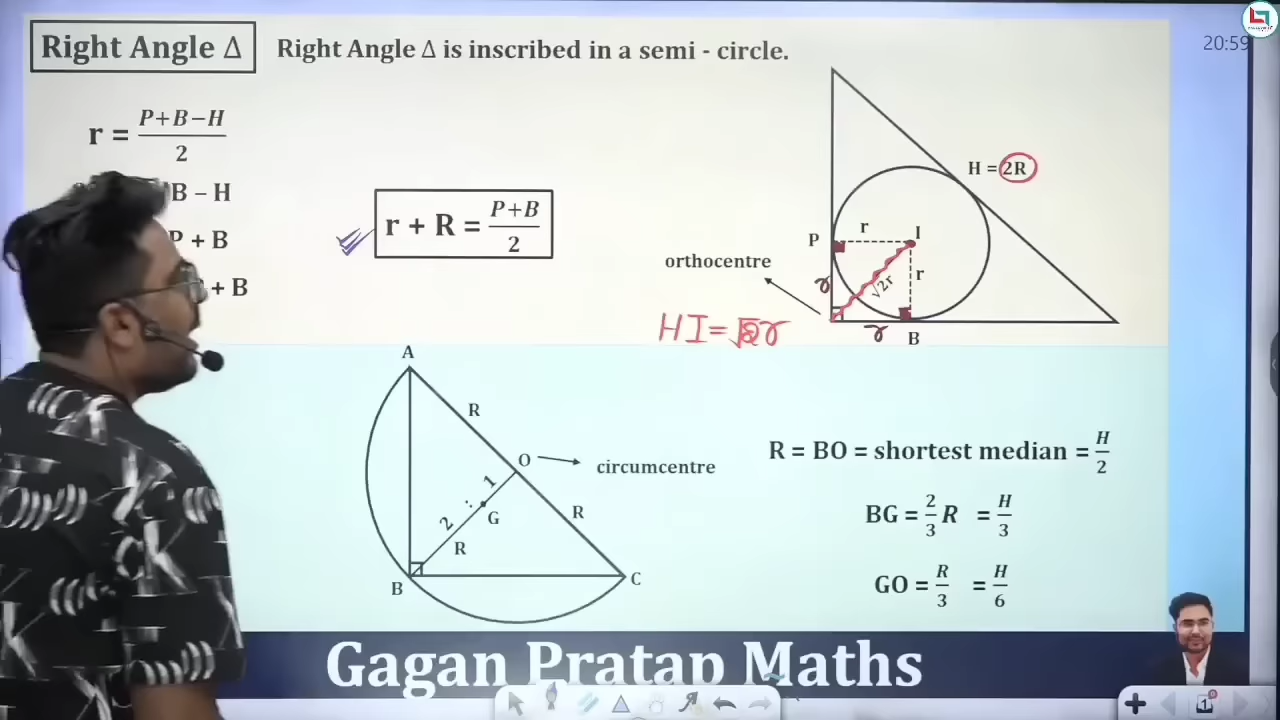 Right Angle Δ
Right Angle Δ is inscribed in a semi - circle.
20:59
r = P+B−H / 2
B – H
P + B
+ B
r + R = P+B / 2
H = 2R
P
r
I
r
√2r
r
r
B
orthocentre
HI = √2r
A
R
O
circumcentre
1
:
2
G
R
R
B
C
R = BO = shortest median = H/2
BG = 2/3 R = H/3
GO = R/3 = H/6
Gagan Pratap Maths
1